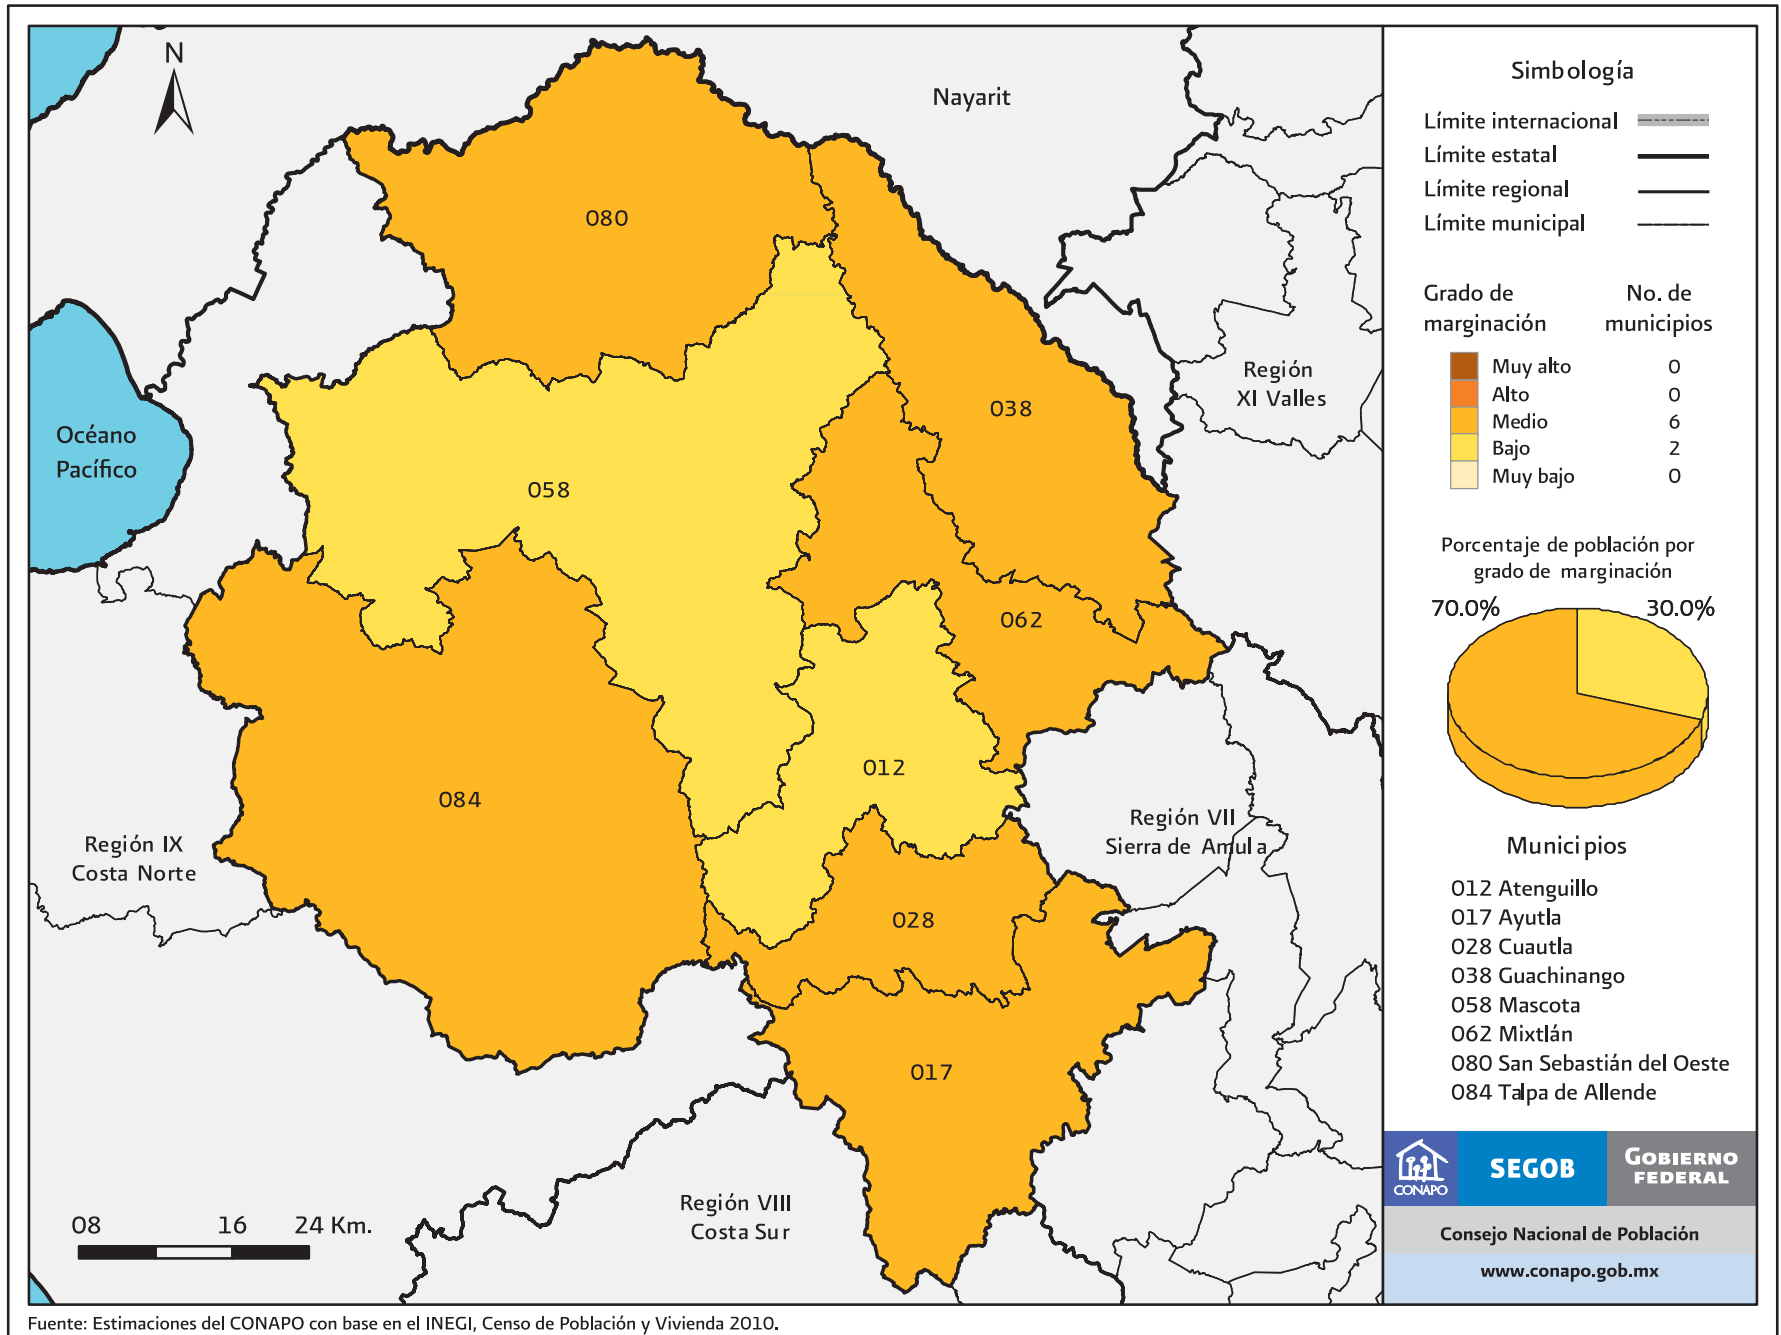 N
Nayarit
080
038
Región
XI Valles
Océano
Pacífico
058
062
012
084
Región VII
Sierra de Amula
Región IX
Costa Norte
028
017
Región VIII
Costa Sur
08 16 24 Km.
Simbología
Límite internacional
Límite estatal
Límite regional
Límite municipal
Grado de marginación No. de municipios
Muy alto 0
Alto 0
Medio 6
Bajo 2
Muy bajo 0
Porcentaje de población por
grado de marginación
70.0% 30.0%
Municipios
012 Atenguillo
017 Ayutla
028 Cuautla
038 Guachinango
058 Mascota
062 Mixtlán
080 San Sebastián del Oeste
084 Talpa de Allende
CONAPO
SEGOB
GOBIERNO
FEDERAL
Consejo Nacional de Población
www.conapo.gob.mx
Fuente: Estimaciones del CONAPO con base en el INEGI, Censo de Población y Vivienda 2010.